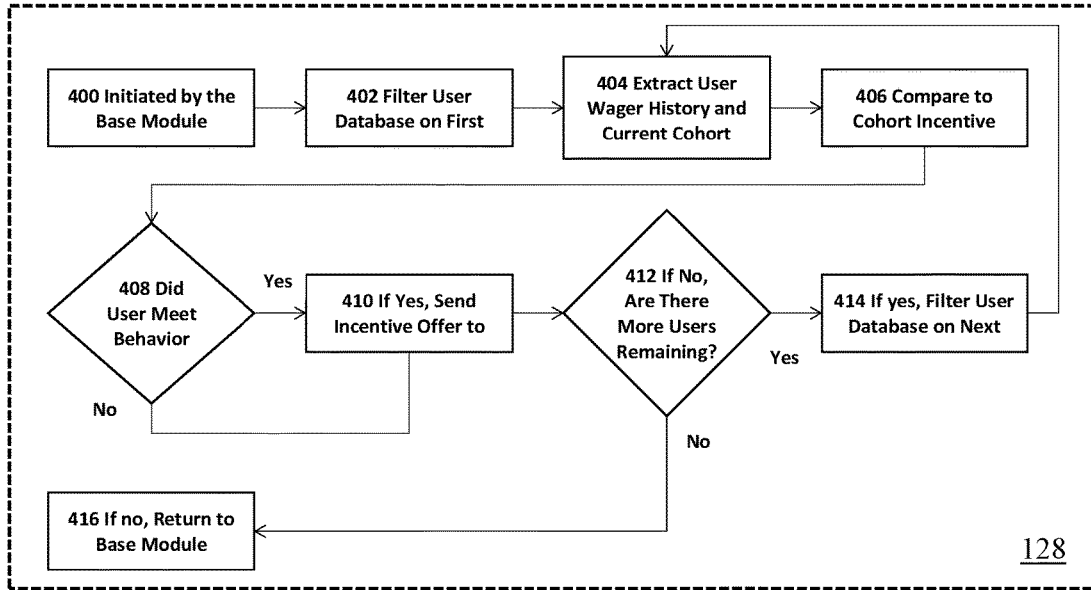 400 Initiated by the
Base Module
402 Filter User
Database on First
404 Extract User
Wager History and
Current Cohort
406 Compare to
Cohort Incentive
408 Did
User Meet
Behavior
Yes
No
410 If Yes, Send
Incentive Offer to
412 If No,
Are There
More Users
Remaining?
Yes
No
414 If yes, Filter User
Database on Next
416 If no, Return to
Base Module
128